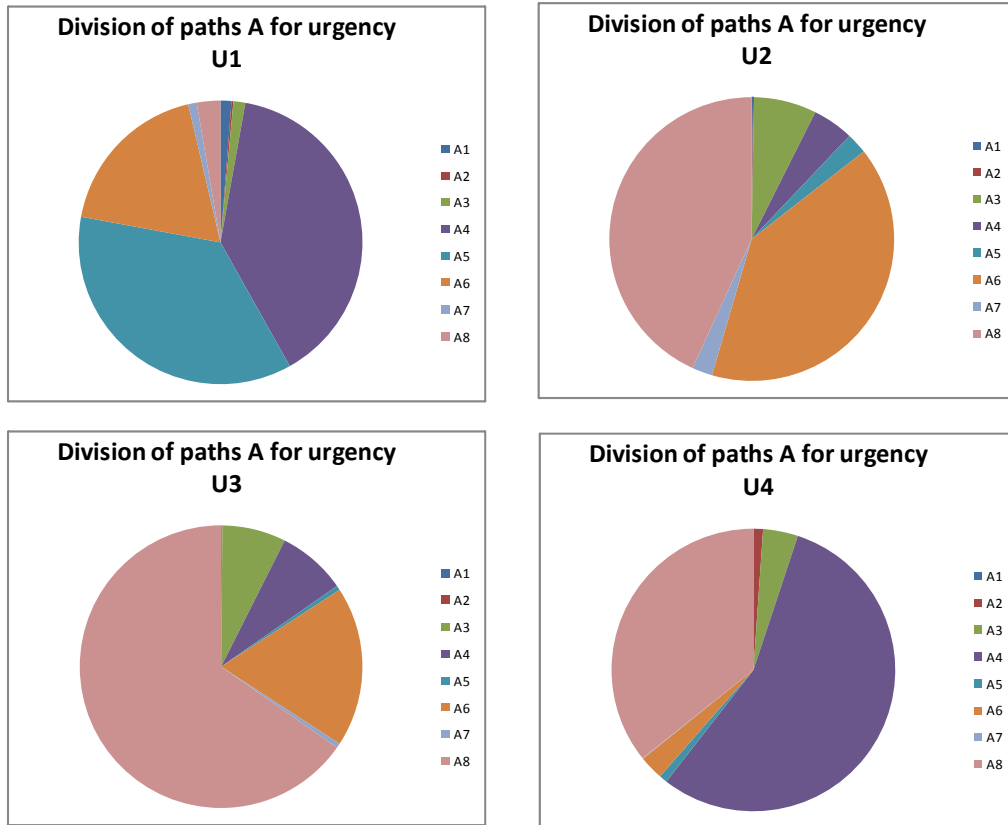 Division of paths A for urgency
U1
A1
A2
A3
A4
A5
A6
A7
A8
Division of paths A for urgency
U2
A1
A2
A3
A4
A5
A6
A7
A8
Division of paths A for urgency
U3
A1
A2
A3
A4
A5
A6
A7
A8
Division of paths A for urgency
U4
A1
A2
A3
A4
A5
A6
A7
A8